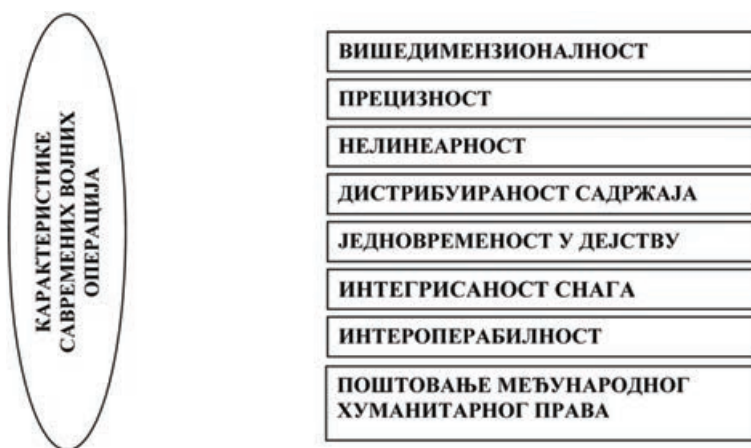 КАРАКТЕРИСТИКЕ
САВРЕМЕНИХ ВОЈНИХ
ОПЕРАЦИЈА
ВИШЕДИМЕНЗИОНАЛНОСТ
ПРЕЦИЗНОСТ
НЕЛИНЕАРНОСТ
ДИСТРИБУИРАНОСТ САДРЖАЈА
ЈЕДНОВРЕМЕНОСТ У ДЕЈСТВУ
ИНТЕГРИСАНОСТ СНАГА
ИНТЕРОПЕРАБИЛНОСТ
ПОШТОВАЊЕ МЕЂУНАРОДНОГ
ХУМАНИТАРНОГ ПРАВА